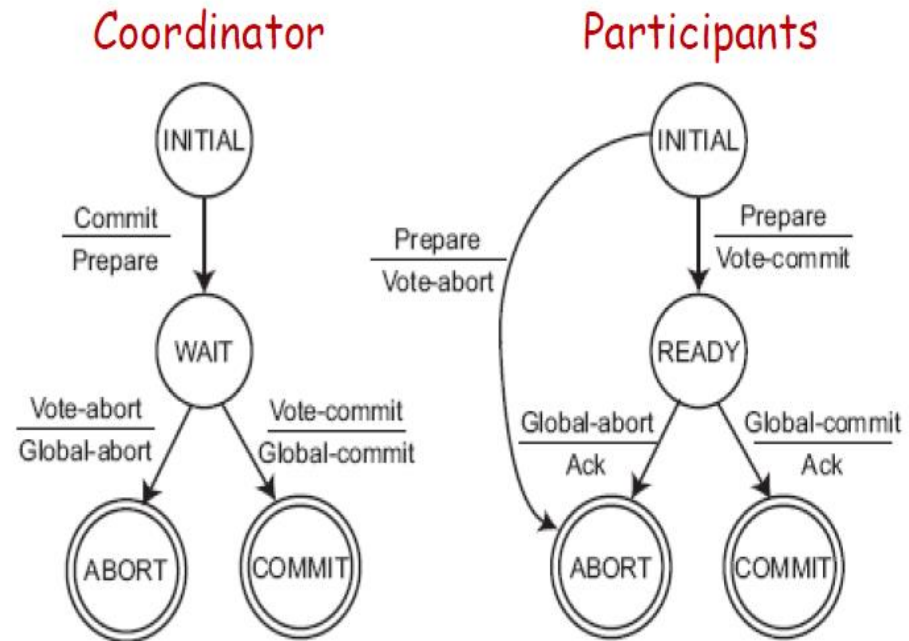 Coordinator
INITIAL
Commit
Prepare
WAIT
Vote-abort
Global-abort
Vote-commit
Global-commit
ABORT
COMMIT
Participants
INITIAL
Prepare
Vote-abort
Prepare
Vote-commit
READY
Global-abort
Ack
Global-commit
Ack
ABORT
COMMIT